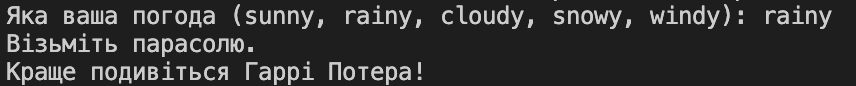 Яка ваша погода (sunny, rainy, cloudy, snowy, windy): rainy
Візьміть парасолю.
Краще подивіться Гаррі Потера!